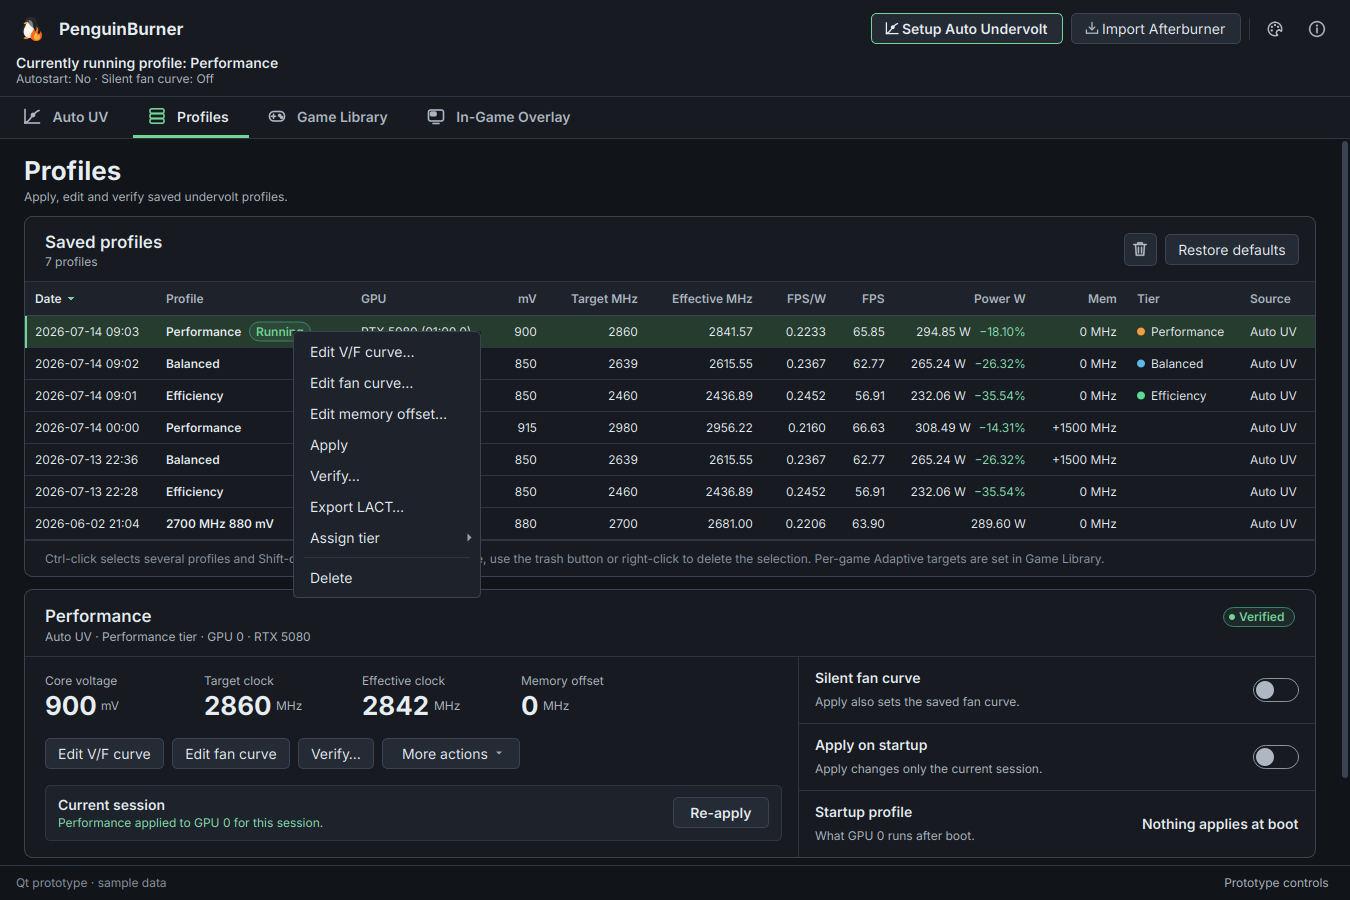 PenguinBurner
Setup Auto Undervolt
Import Afterburner
Currently running profile: Performance
Autostart: No · Silent fan curve: Off
Auto UV
Profiles
Game Library
In-Game Overlay
Profiles
Apply, edit and verify saved undervolt profiles.
Saved profiles
7 profiles
Restore defaults
Date Profile GPU mV Target MHz Effective MHz FPS/W FPS Power W Mem Tier Source
2026-07-14 09:03 Performance Running RTX 5080 (01:00.0) 900 2860 2841.57 0.2233 65.85 294.85 W −18.10% 0 MHz Performance Auto UV
2026-07-14 09:02 Balanced 850 2639 2615.55 0.2367 62.77 265.24 W −26.32% 0 MHz Balanced Auto UV
2026-07-14 09:01 Efficiency 850 2460 2436.89 0.2452 56.91 232.06 W −35.54% 0 MHz Efficiency Auto UV
2026-07-14 00:00 Performance 915 2980 2956.22 0.2160 66.63 308.49 W −14.31% +1500 MHz Auto UV
2026-07-13 22:36 Balanced 850 2639 2615.55 0.2367 62.77 265.24 W −26.32% +1500 MHz Auto UV
2026-07-13 22:28 Efficiency 850 2460 2436.89 0.2452 56.91 232.06 W −35.54% 0 MHz Auto UV
2026-06-02 21:04 2700 MHz 880 mV 880 2700 2681.00 0.2206 63.90 289.60 W 0 MHz Auto UV
Ctrl-click selects several profiles and Shift- , use the trash button or right-click to delete the selection. Per-game Adaptive targets are set in Game Library.
Edit V/F curve...
Edit fan curve...
Edit memory offset...
Apply
Verify...
Export LACT...
Assign tier
Delete
Performance
Auto UV · Performance tier · GPU 0 · RTX 5080
Verified
Core voltage
900 mV
Target clock
2860 MHz
Effective clock
2842 MHz
Memory offset
0 MHz
Edit V/F curve
Edit fan curve
Verify...
More actions
Current session
Performance applied to GPU 0 for this session.
Re-apply
Silent fan curve
Apply also sets the saved fan curve.
Apply on startup
Apply changes only the current session.
Startup profile
What GPU 0 runs after boot.
Nothing applies at boot
Qt prototype · sample data
Prototype controls